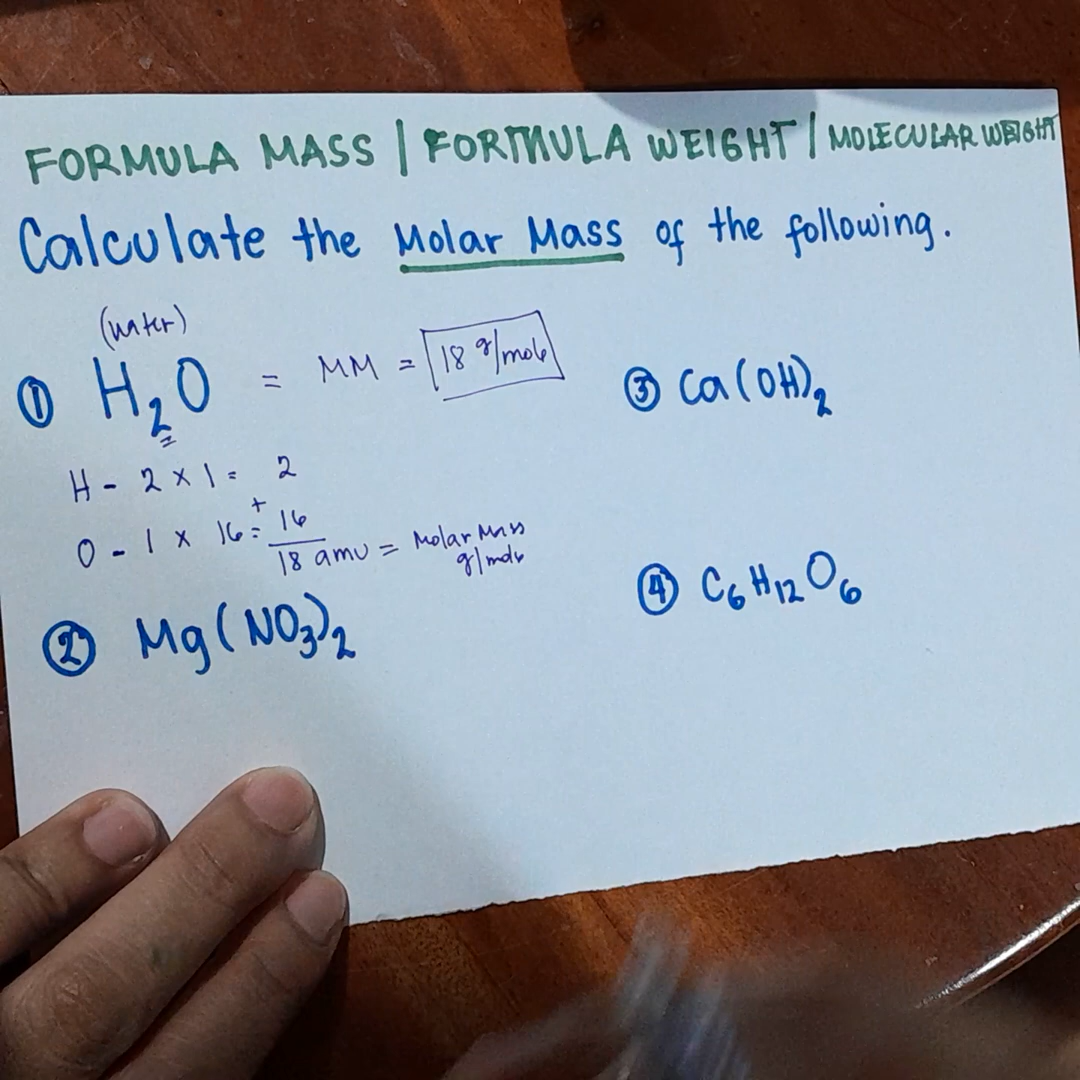 FORMULA MASS | FORMULA WEIGHT | MOLECULAR WEIGHT
Calculate the Molar Mass of the following.
(water)
① H₂O = MM = 18 g/mole
H - 2 × 1 = 2
O - 1 × 16 = + 16
18 amu = Molar Mass
g/mole
② Mg(NO₃)₂
③ Ca(OH)₂
④ C₆H₁₂O₆